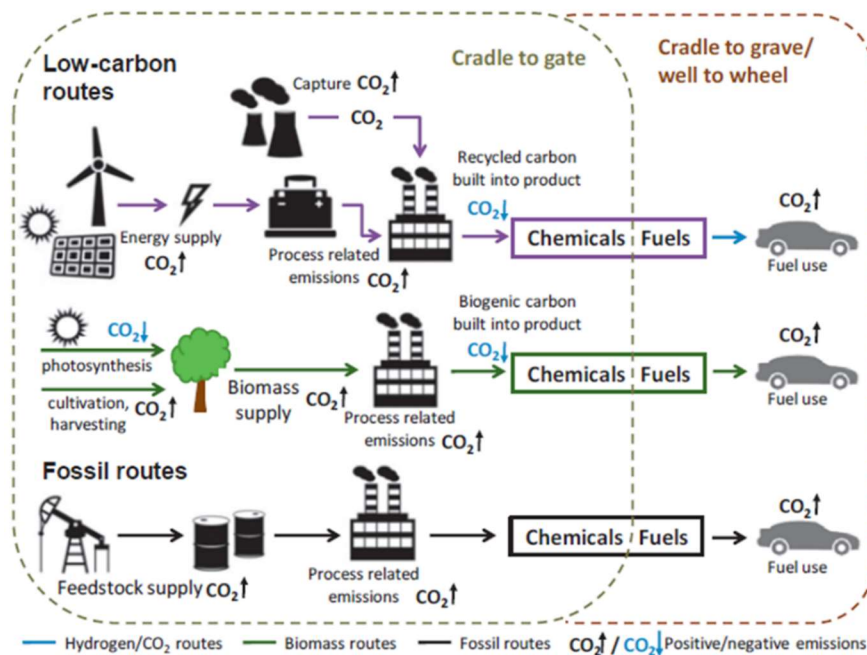 Low-carbon
routes
Cradle to gate
Cradle to grave/
well to wheel
Capture CO₂↑
CO₂
Recycled carbon
built into product
CO₂↓
Energy supply
CO₂↑
Process related
emissions CO₂↑
Chemicals Fuels
CO₂↑
Fuel use
CO₂↓
photosynthesis
cultivation,
harvesting CO₂↑
Biomass
supply CO₂↑
Process related
emissions CO₂↑
Biogenic carbon
built into product
CO₂↓
Chemicals Fuels
CO₂↑
Fuel use
Fossil routes
Feedstock supply CO₂↑
Process related
emissions CO₂↑
Chemicals Fuels
CO₂↑
Fuel use
Hydrogen/CO₂ routes Biomass routes Fossil routes CO₂↑/CO₂↓ Positive/negative emissions